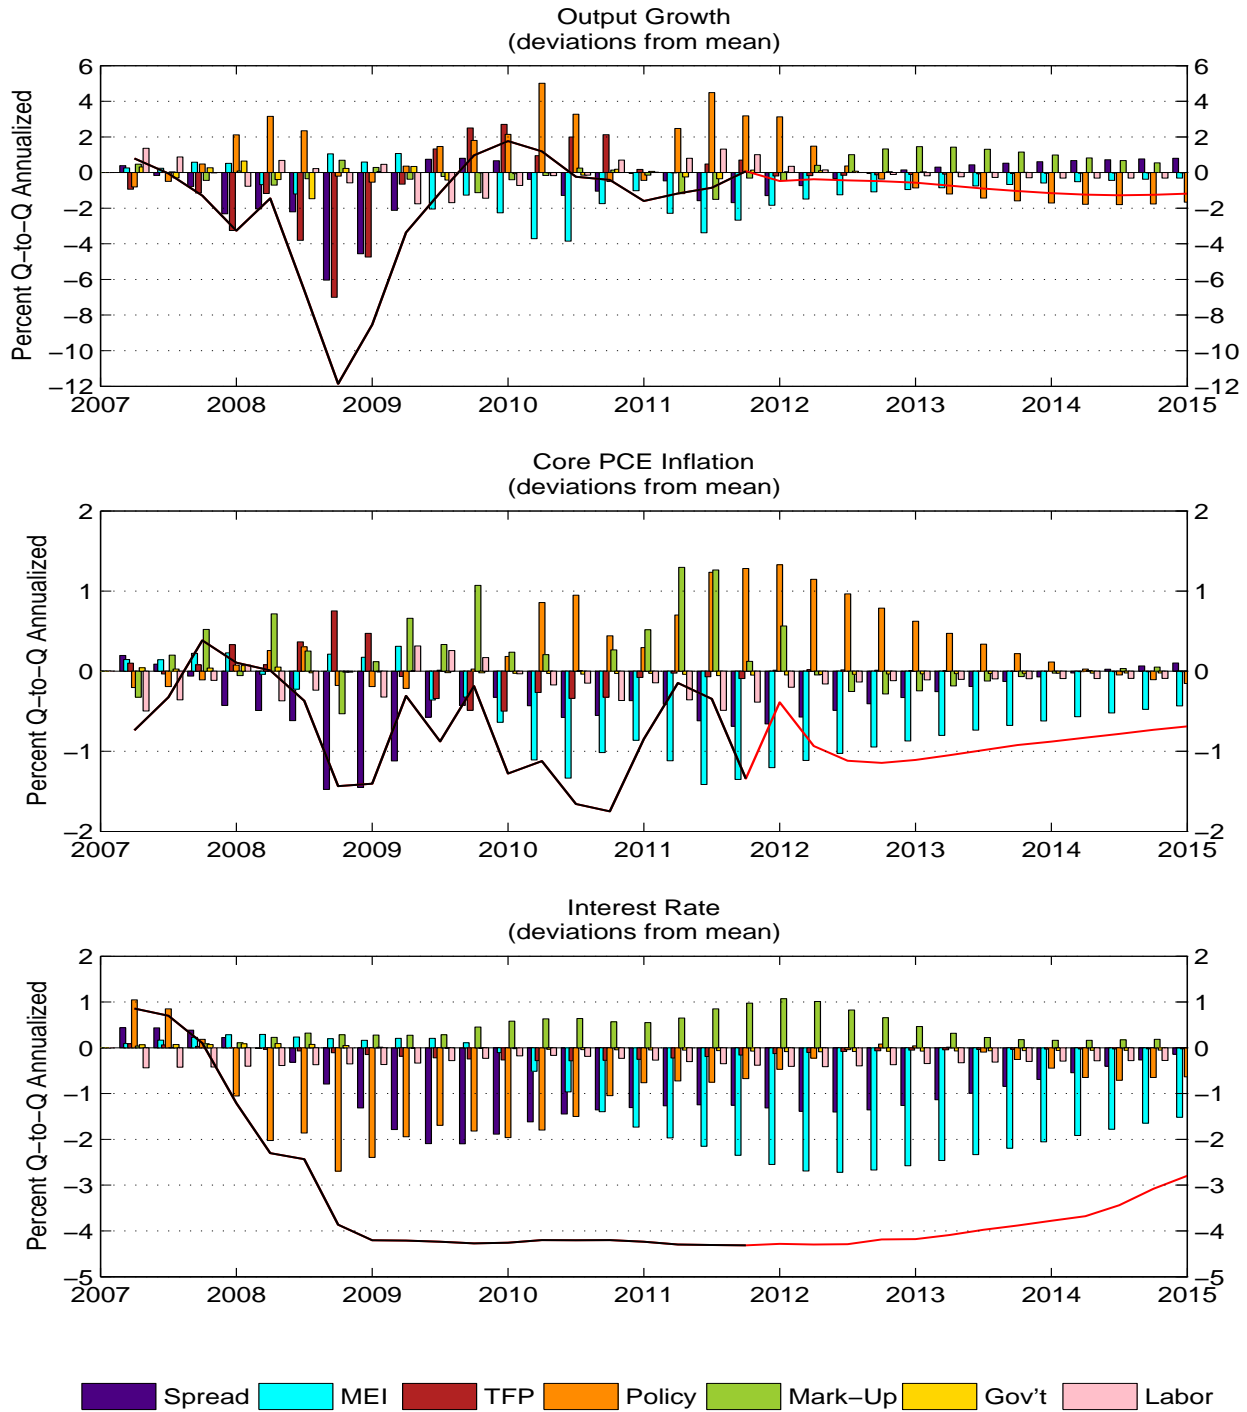 Output Growth
(deviations from mean)
Percent Q-to-Q Annualized
6 6
4 4
2 2
0 0
−2 −2
−4 −4
−6 −6
−8 −8
−10 −10
−12 −12
2007 2008 2009 2010 2011 2012 2013 2014 2015
Core PCE Inflation
(deviations from mean)
Percent Q-to-Q Annualized
2 2
1 1
0 0
−1 −1
−2 −2
2007 2008 2009 2010 2011 2012 2013 2014 2015
Interest Rate
(deviations from mean)
Percent Q-to-Q Annualized
2 2
1 1
0 0
−1 −1
−2 −2
−3 −3
−4 −4
−5 −5
2007 2008 2009 2010 2011 2012 2013 2014 2015
Spread MEI TFP Policy Mark−Up Gov't Labor